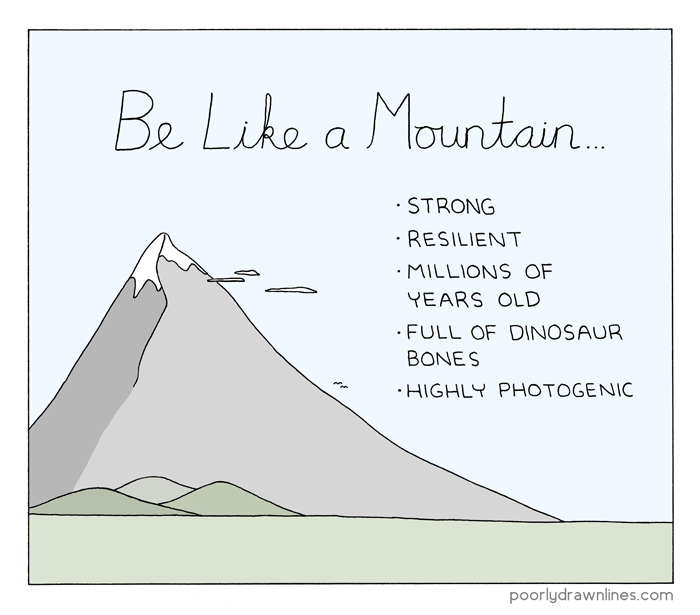 Be Like a Mountain...
· STRONG
· RESILIENT
· MILLIONS OF
YEARS OLD
· FULL OF DINOSAUR
BONES
· HIGHLY PHOTOGENIC
poorlydrawnlines.com